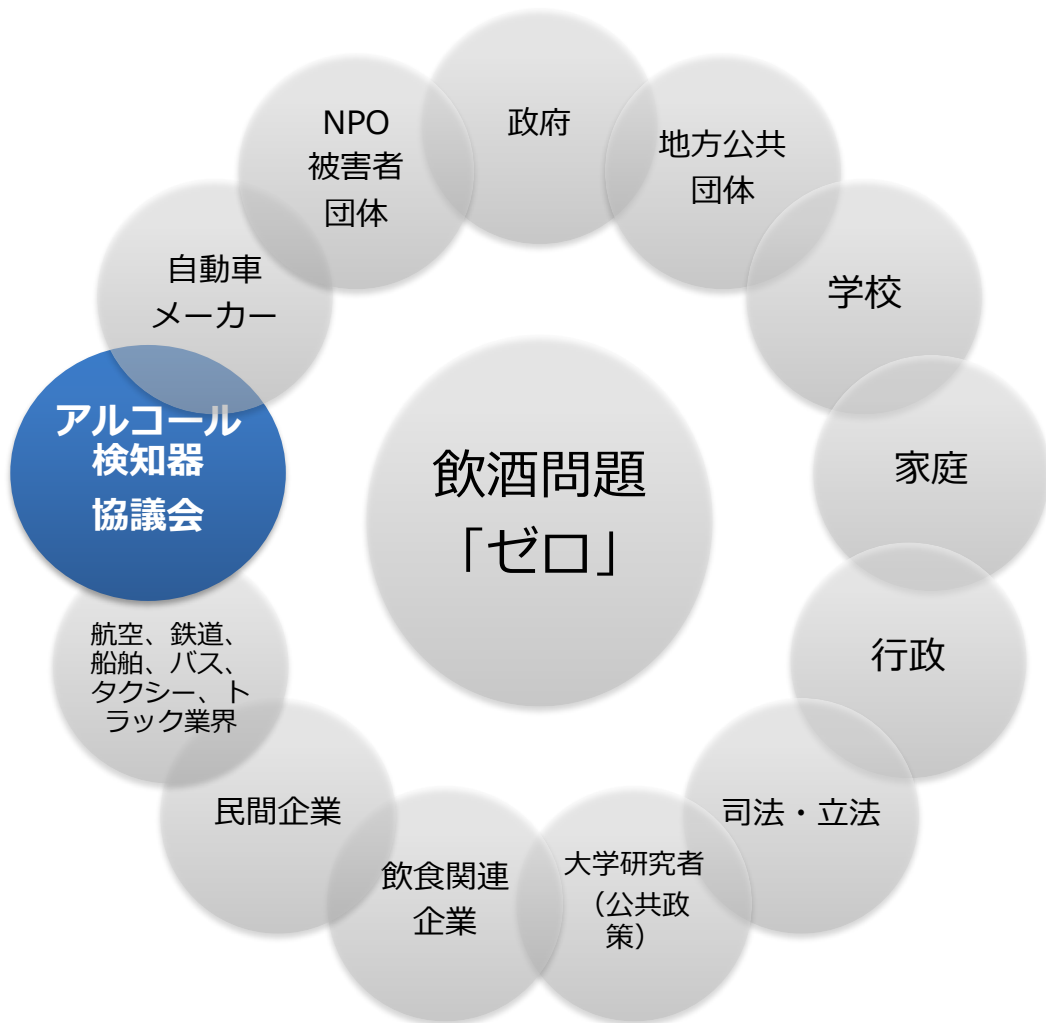 政府
地方公共
団体
学校
家庭
行政
司法・立法
大学研究者
（公共政
策）
飲食関連
企業
民間企業
航空、鉄道、
船舶、バス、
タクシー、ト
ラック業界
アルコール
検知器
協議会
自動車
メーカー
NPO
被害者
団体
飲酒問題
「ゼロ」